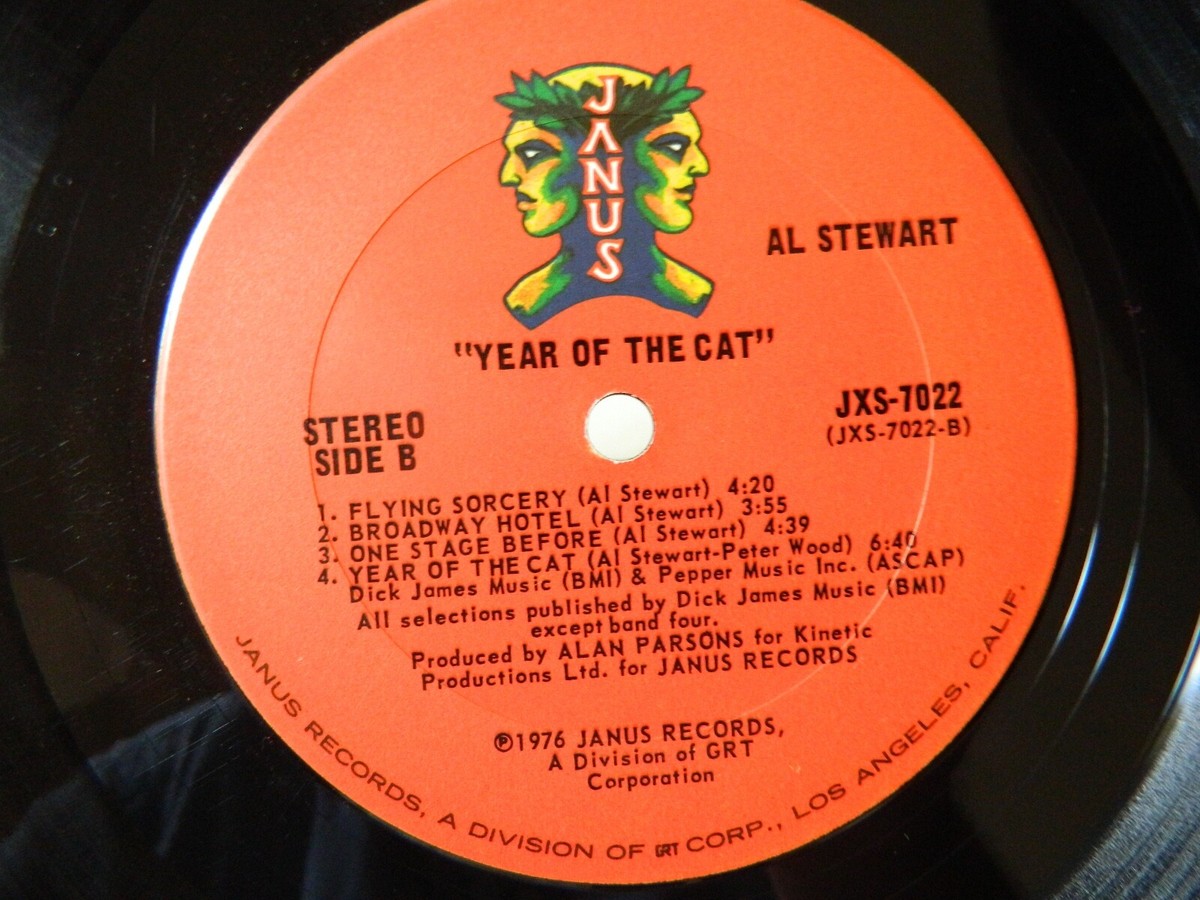 JANUS
AL STEWART
"YEAR OF THE CAT"
STEREO
SIDE B
JXS-7022
(JXS-7022-B)
1. FLYING SORCERY (Al Stewart) 4:20
2. BROADWAY HOTEL (Al Stewart) 3:55
3. ONE STAGE BEFORE (Al Stewart) 4:39
4. YEAR OF THE CAT (Al Stewart-Peter Wood) 6:40
Dick James Music (BMI) & Pepper Music Inc. (ASCAP)
All selections published by Dick James Music (BMI)
except band four.
Produced by ALAN PARSONS for Kinetic
Productions Ltd. for JANUS RECORDS
℗1976 JANUS RECORDS,
A Division of GRT
Corporation
JANUS RECORDS, A DIVISION OF GRT CORP., LOS ANGELES, CALIF.